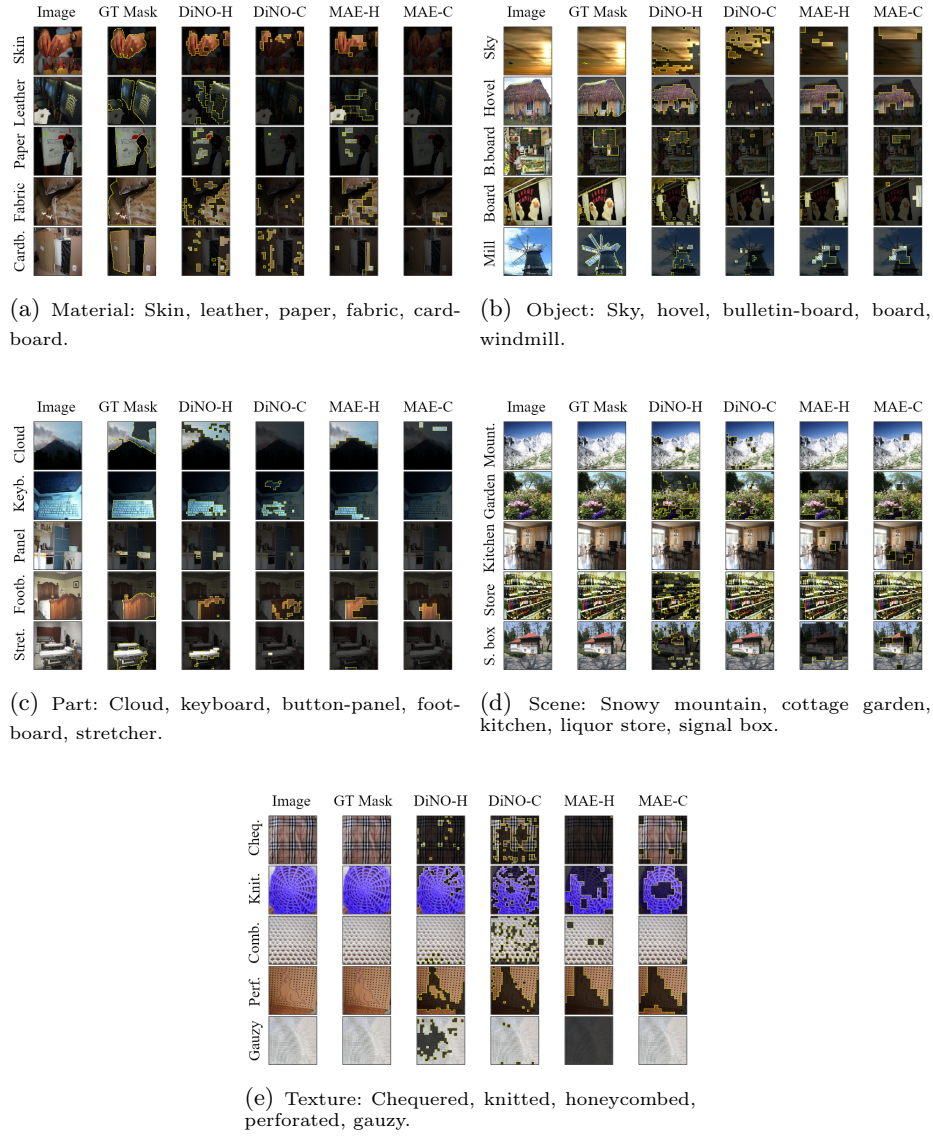 Image GT Mask DiNO-H DiNO-C MAE-H MAE-C
Skin
Leather
Paper
Fabric
Cardb.
(a) Material: Skin, leather, paper, fabric, card-
board.
Image GT Mask DiNO-H DiNO-C MAE-H MAE-C
Sky
Hovel
B.board
Board
Mill
(b) Object: Sky, hovel, bulletin-board, board,
windmill.
Image GT Mask DiNO-H DiNO-C MAE-H MAE-C
Cloud
Keyb.
Panel
Footb.
Stret.
(c) Part: Cloud, keyboard, button-panel, foot-
board, stretcher.
Image GT Mask DiNO-H DiNO-C MAE-H MAE-C
Mount.
Garden
Kitchen
Store
S. box
(d) Scene: Snowy mountain, cottage garden,
kitchen, liquor store, signal box.
Image GT Mask DiNO-H DiNO-C MAE-H MAE-C
Cheq.
Knit.
Comb.
Perf.
Gauzy
(e) Texture: Chequered, knitted, honeycombed,
perforated, gauzy.